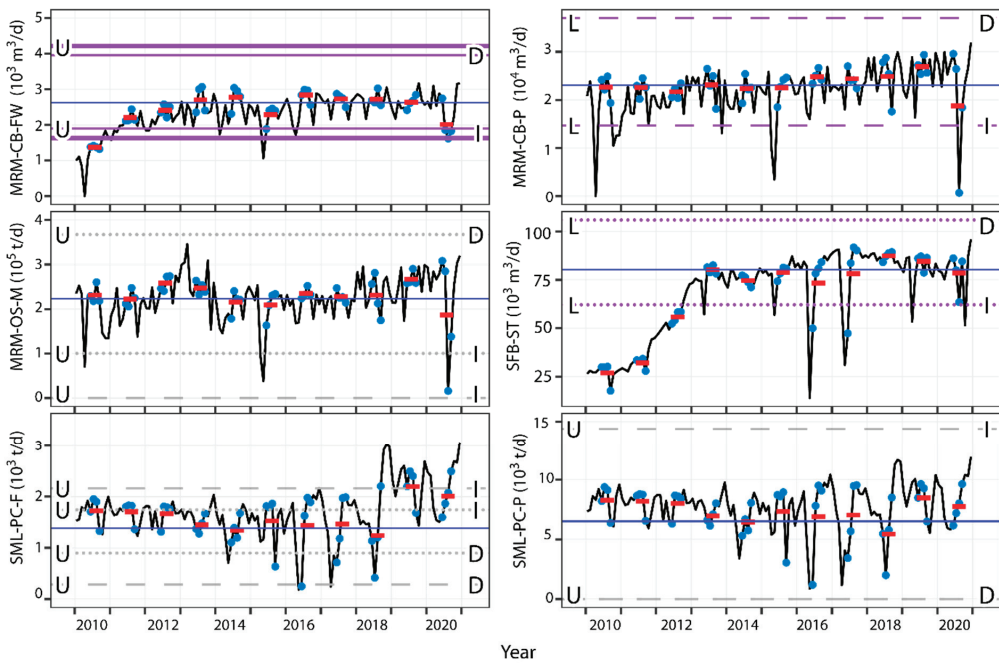 MRM-CB-FW (10³ m³/d)
5
4
3
2
1
0
U
D
U
I
MRM-CB-P (10⁴ m³/d)
3
2
1
0
L
D
L
I
MRM-OS-M (10⁵ t/d)
4
3
2
1
0
U
D
U
I
U
I
SFB-ST (10³ m³/d)
100
75
50
25
L
D
L
I
SML-PC-F (10³ t/d)
3
2
1
0
U
I
U
I
U
D
U
D
SML-PC-P (10³ t/d)
15
10
5
0
U
I
U
D
2010 2012 2014 2016 2018 2020
2010 2012 2014 2016 2018 2020
Year